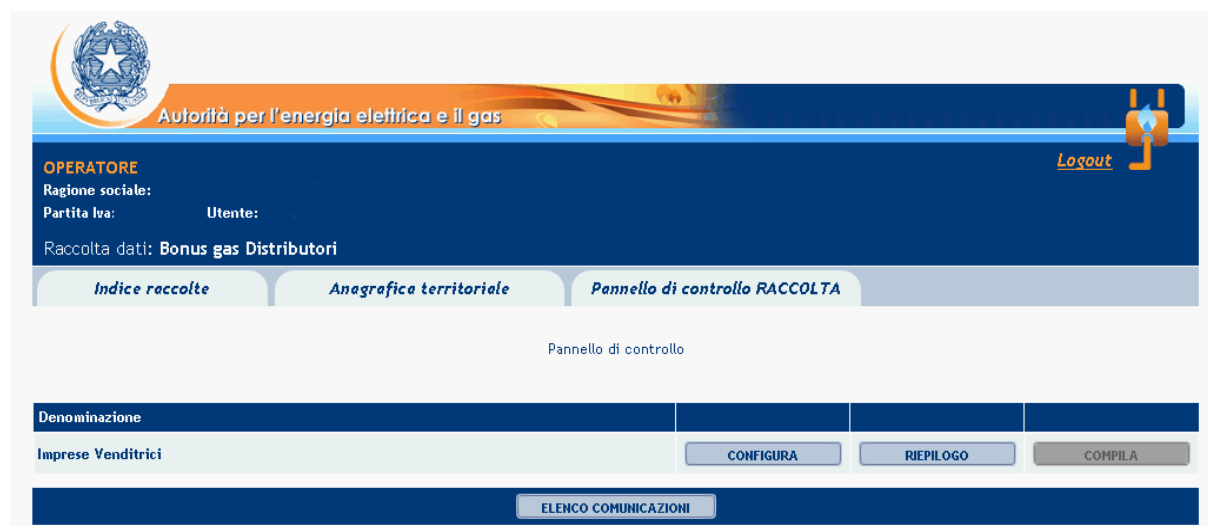 Autorità per l'energia elettrica e il gas
Logout
OPERATORE
Ragione sociale:
Partita Iva: Utente:
Raccolta dati: Bonus gas Distributori
Indice raccolte Anagrafica territoriale Pannello di controllo RACCOLTA
Pannello di controllo
Denominazione
Imprese Venditrici CONFIGURA RIEPILOGO COMPILA
ELENCO COMUNICAZIONI